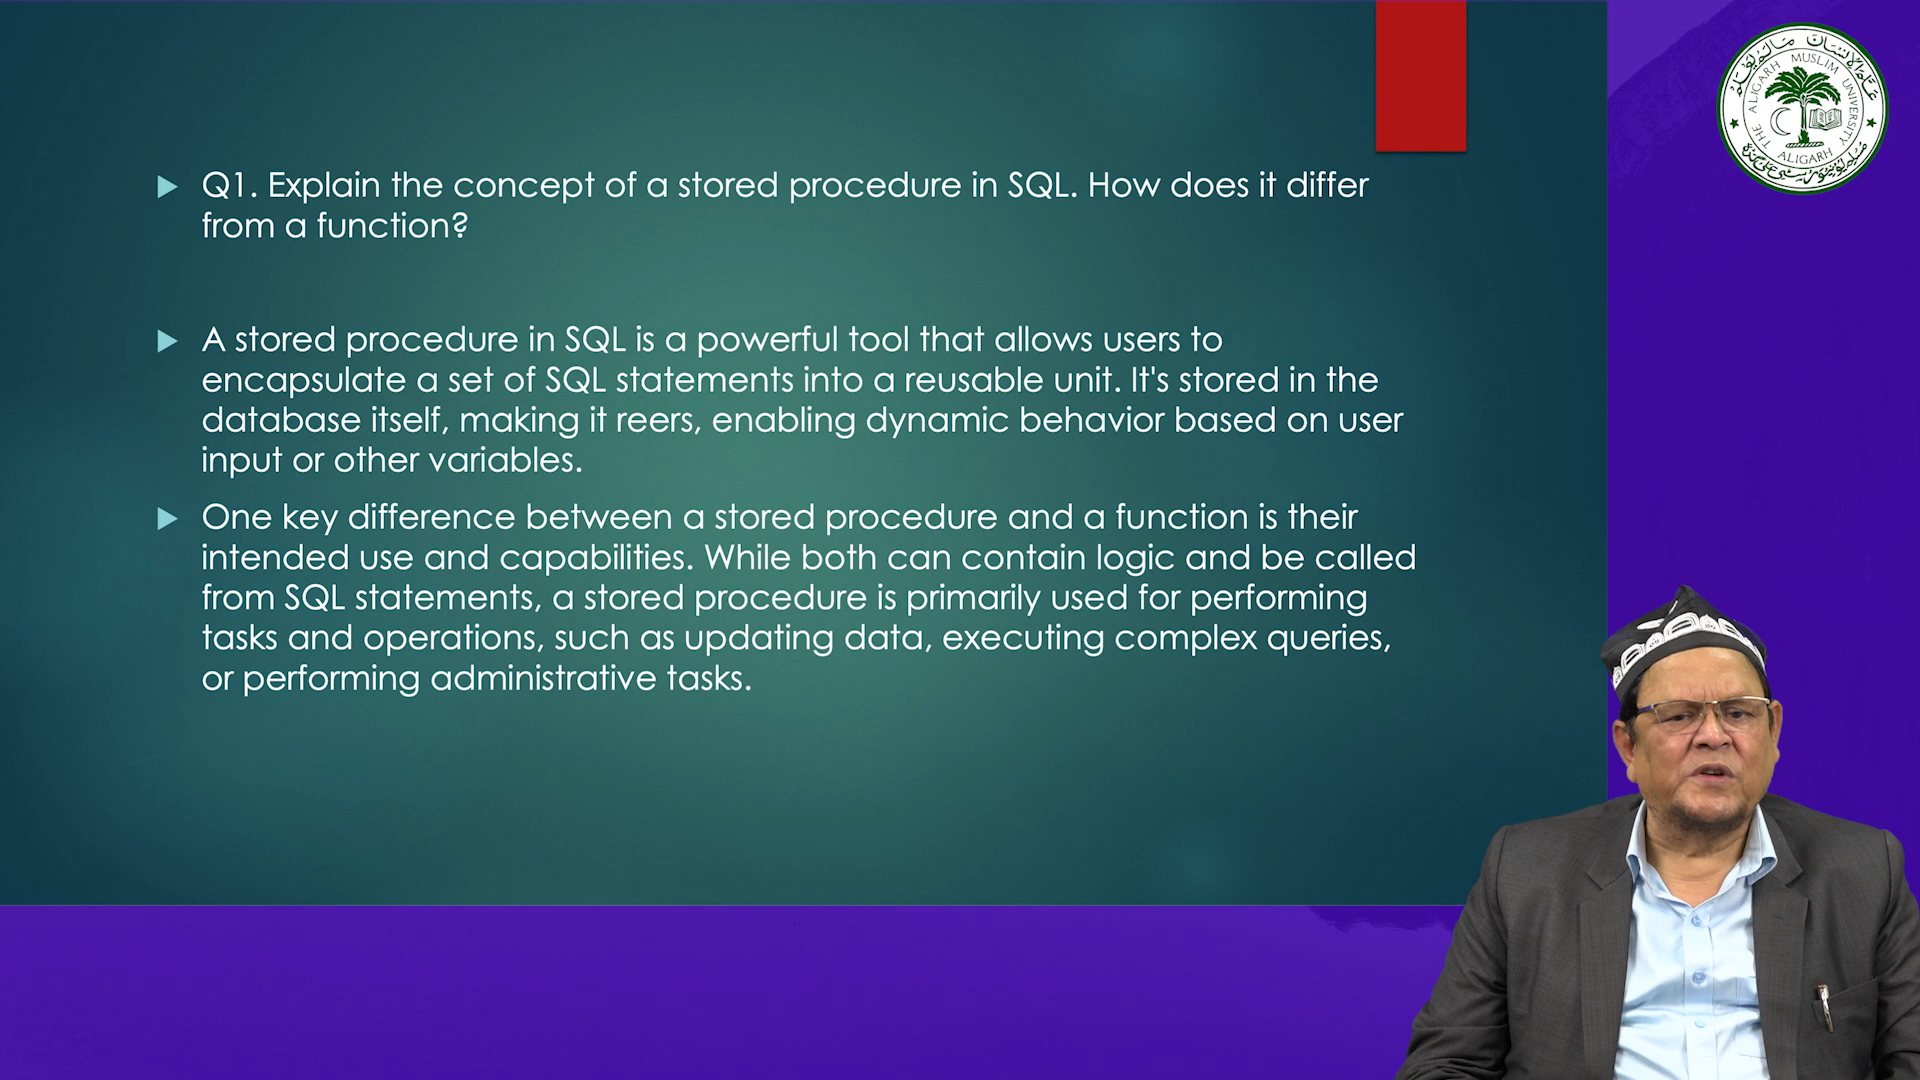 Q1. Explain the concept of a stored procedure in SQL. How does it differ
from a function?
A stored procedure in SQL is a powerful tool that allows users to
encapsulate a set of SQL statements into a reusable unit. It's stored in the
database itself, making it reers, enabling dynamic behavior based on user
input or other variables.
One key difference between a stored procedure and a function is their
intended use and capabilities. While both can contain logic and be called
from SQL statements, a stored procedure is primarily used for performing
tasks and operations, such as updating data, executing complex queries,
or performing administrative tasks.
THE ALIGARH MUSLIM UNIVERSITY
ALIGARH